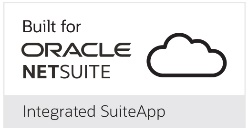 Built for
ORACLE
NETSUITE
Integrated SuiteApp